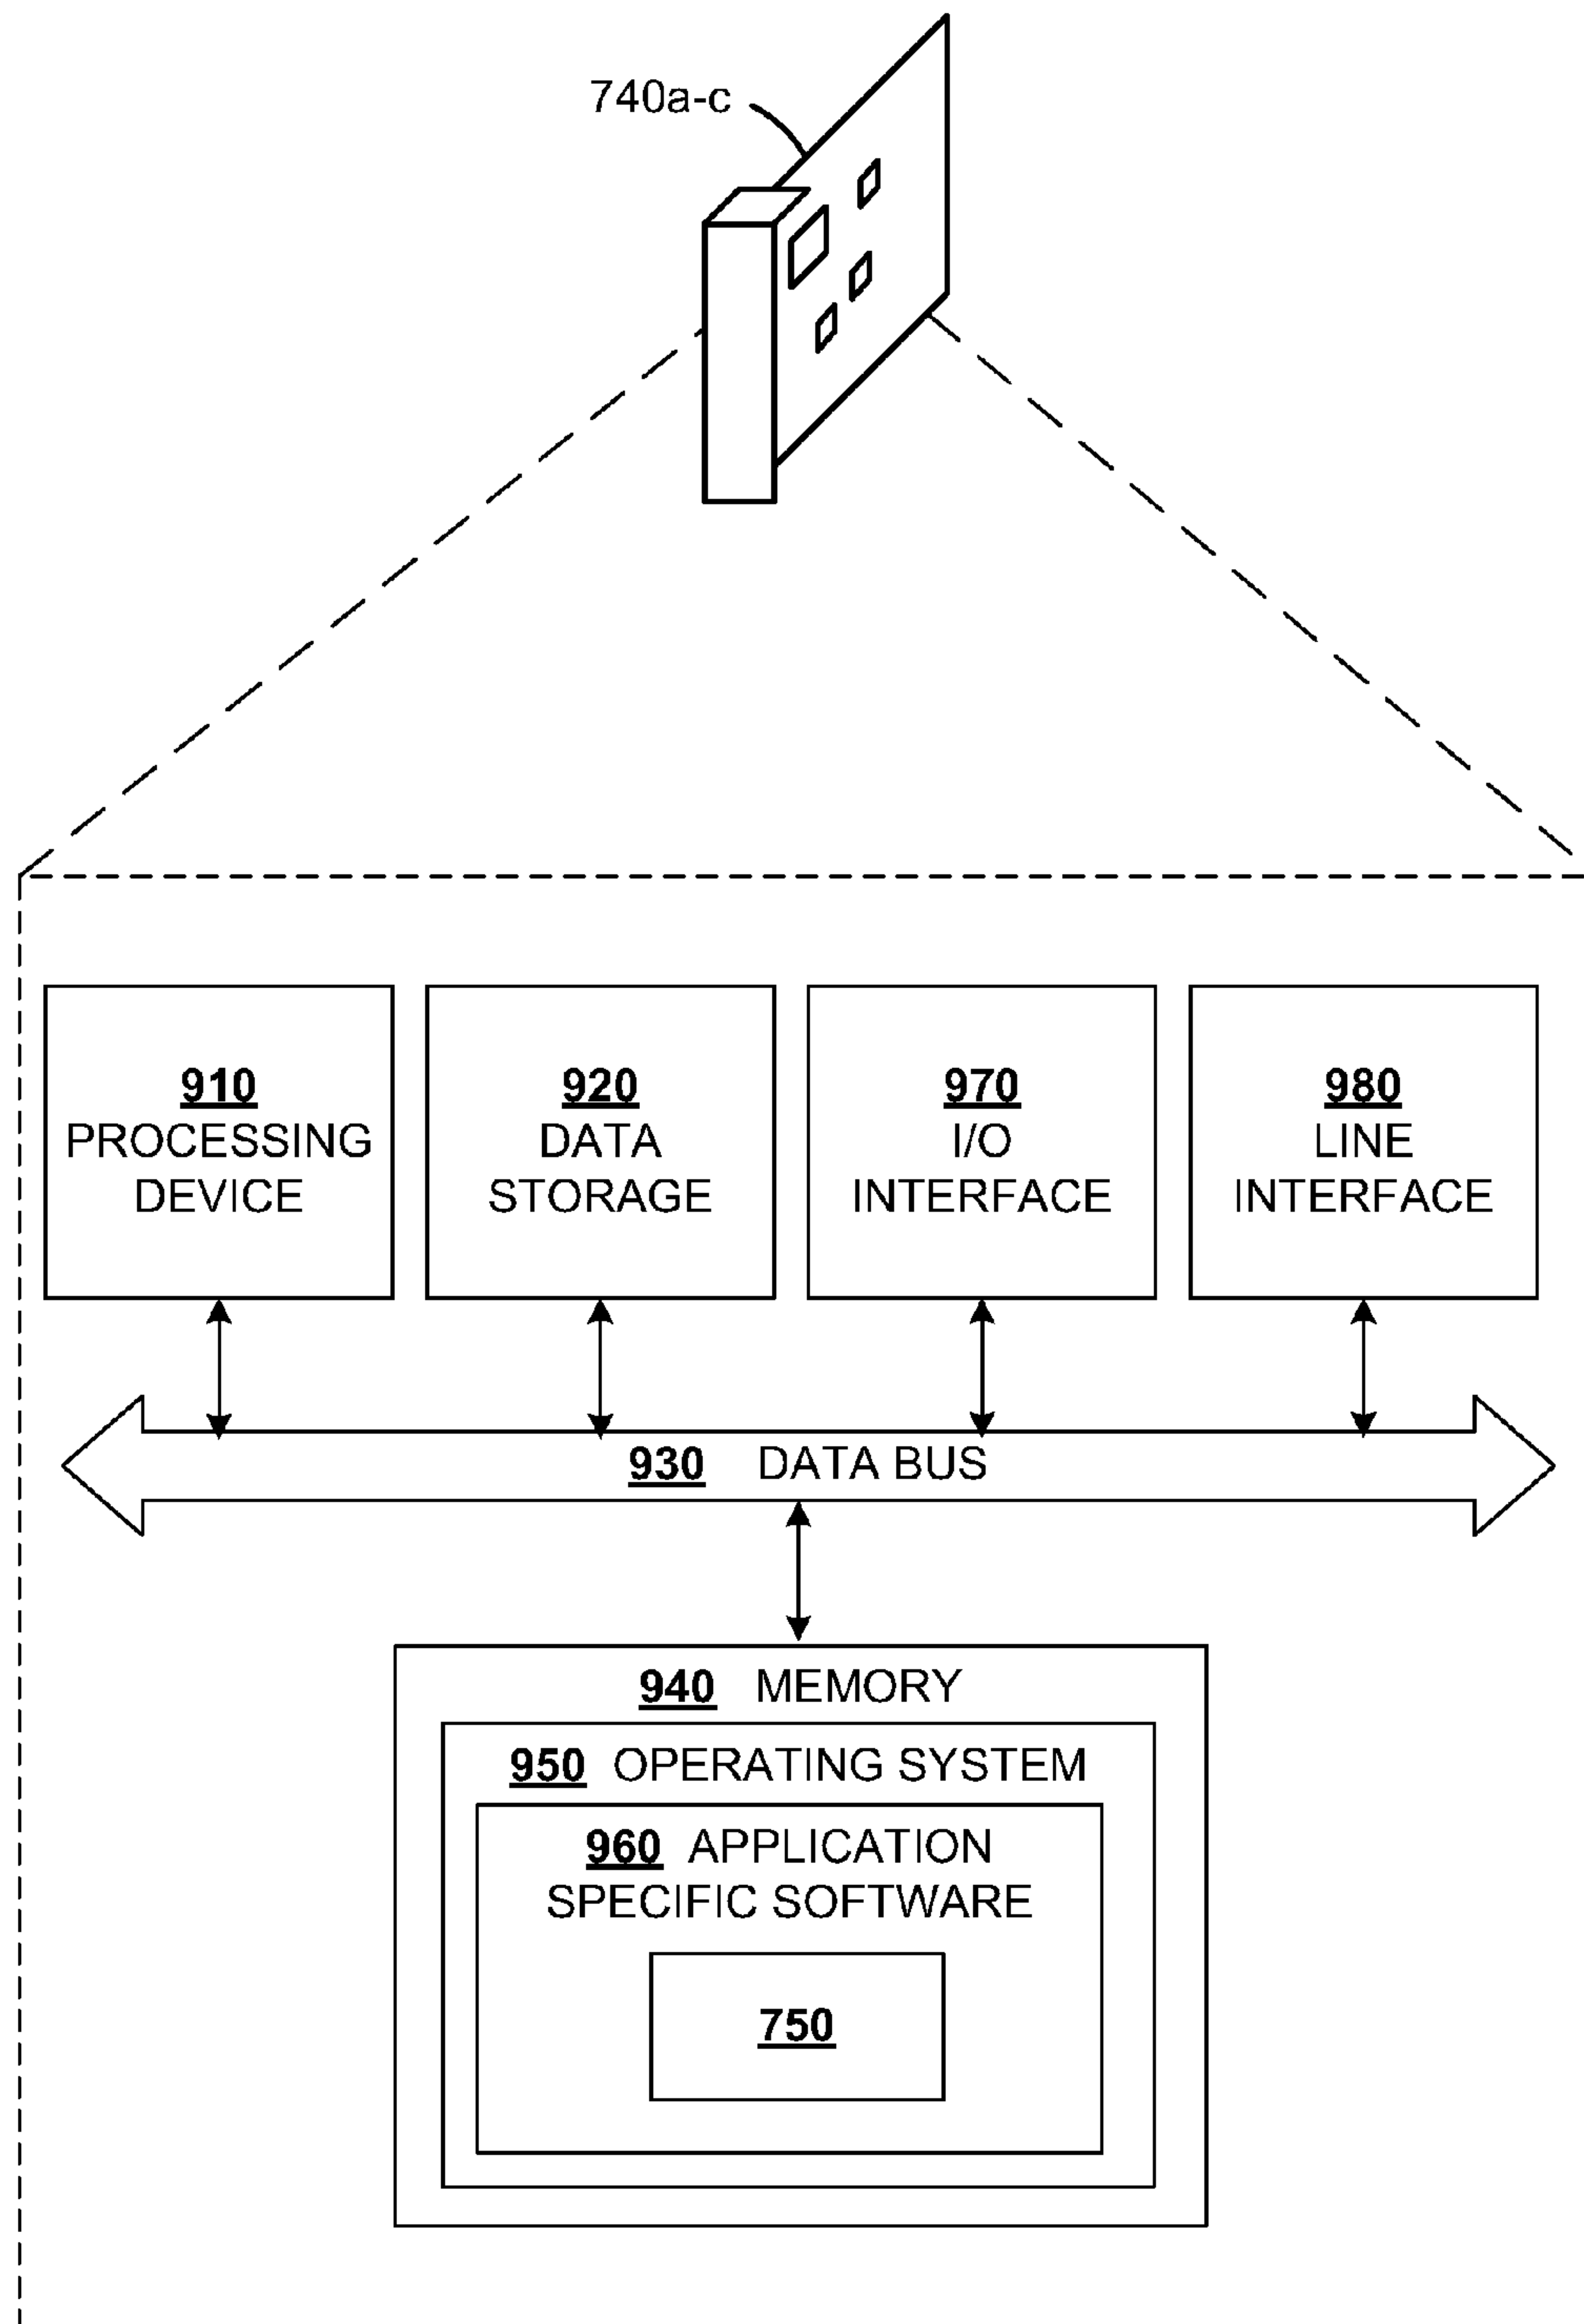 740a-c
910
PROCESSING
DEVICE
920
DATA
STORAGE
970
I/O
INTERFACE
980
LINE
INTERFACE
930 DATA BUS
940 MEMORY
950 OPERATING SYSTEM
960 APPLICATION
SPECIFIC SOFTWARE
750